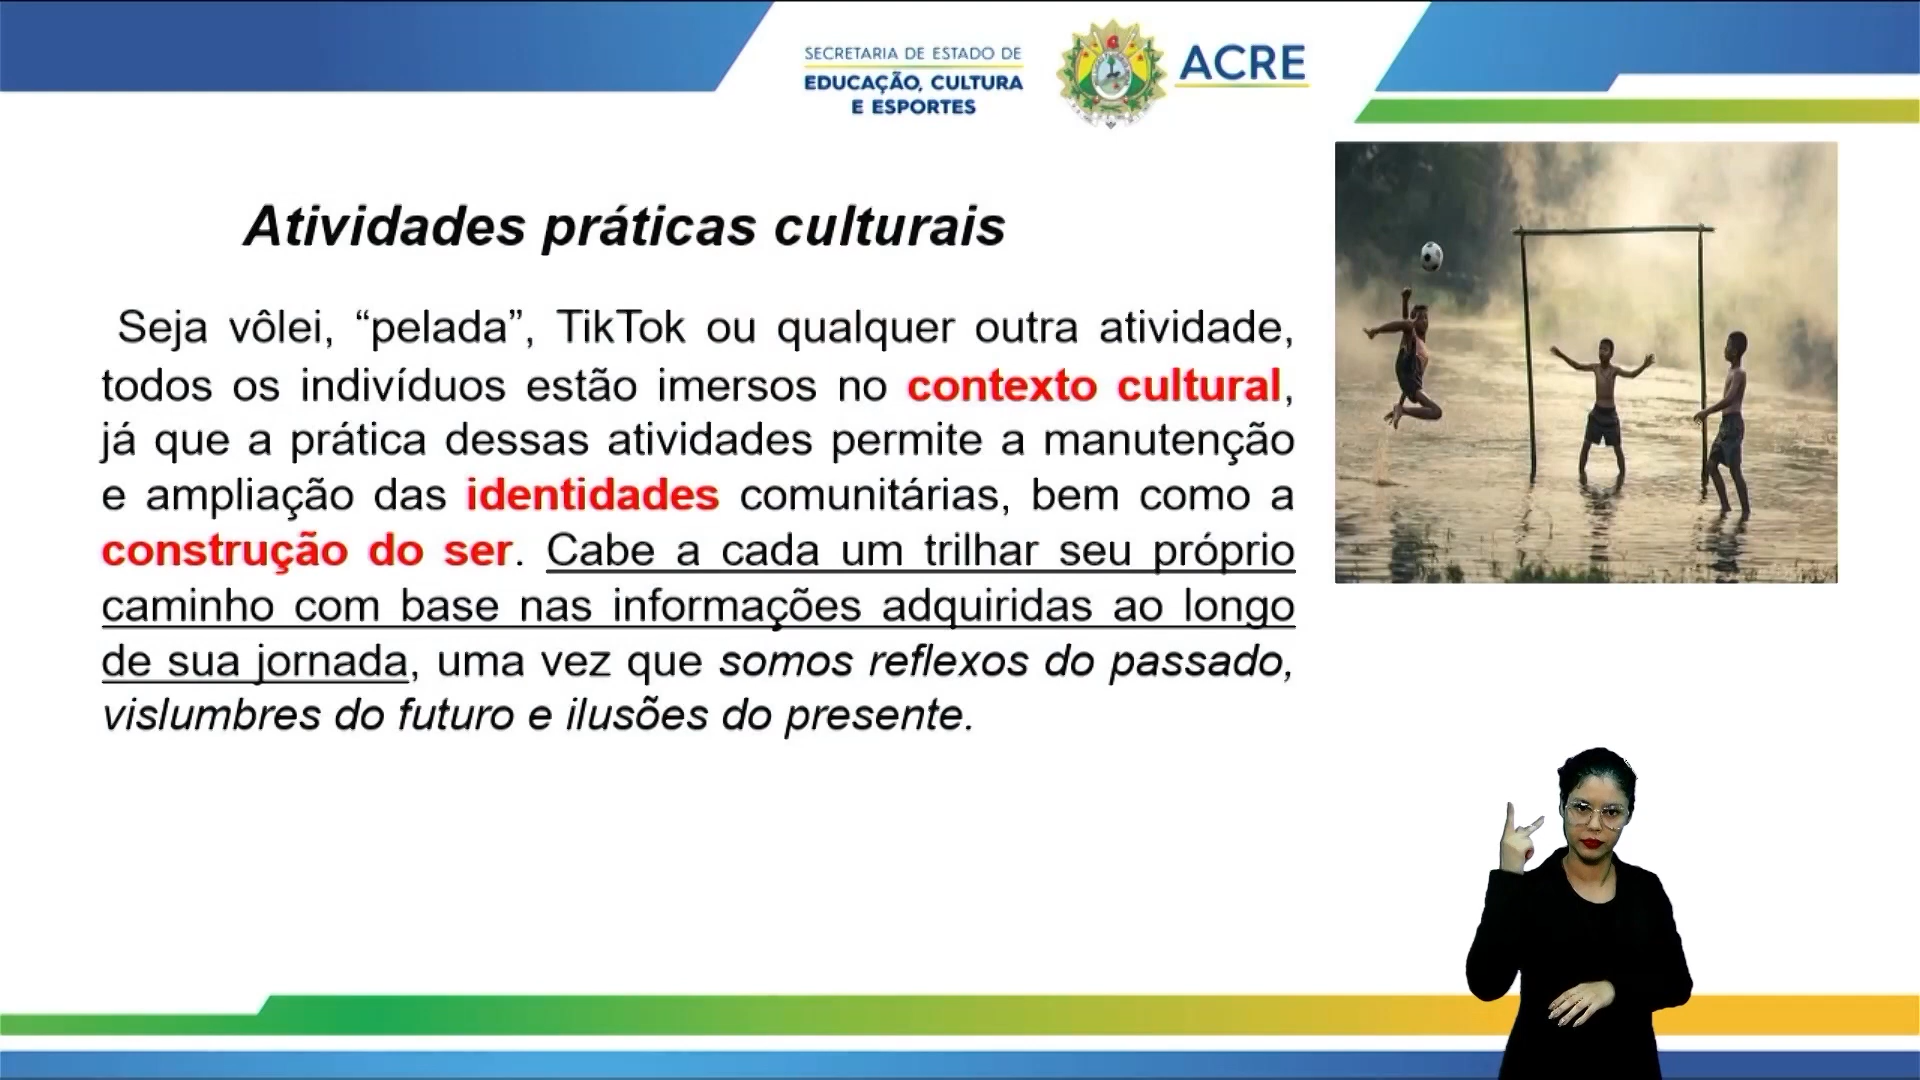 SECRETARIA DE ESTADO DE
EDUCAÇÃO, CULTURA
E ESPORTES
ACRE
Atividades práticas culturais
Seja vôlei, “pelada”, TikTok ou qualquer outra atividade,
todos os indivíduos estão imersos no contexto cultural,
já que a prática dessas atividades permite a manutenção
e ampliação das identidades comunitárias, bem como a
construção do ser. Cabe a cada um trilhar seu próprio
caminho com base nas informações adquiridas ao longo
de sua jornada, uma vez que somos reflexos do passado,
vislumbres do futuro e ilusões do presente.